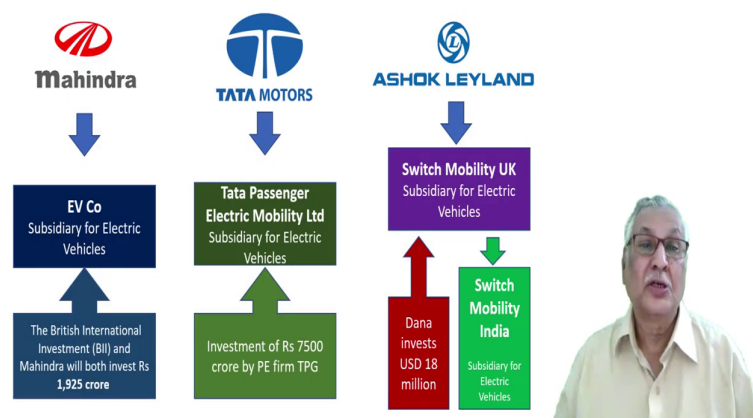 mahindra
EV Co
Subsidiary for Electric
Vehicles
The British International
Investment (BII) and
Mahindra will both invest Rs
1,925 crore
T
TATA MOTORS
Tata Passenger
Electric Mobility Ltd
Subsidiary for Electric
Vehicles
Investment of Rs 7500
crore by PE firm TPG
L
ASHOK LEYLAND
Switch Mobility UK
Subsidiary for Electric
Vehicles
Dana
invests
USD 18
million
Switch
Mobility
India
Subsidiary for
Electric
Vehicles